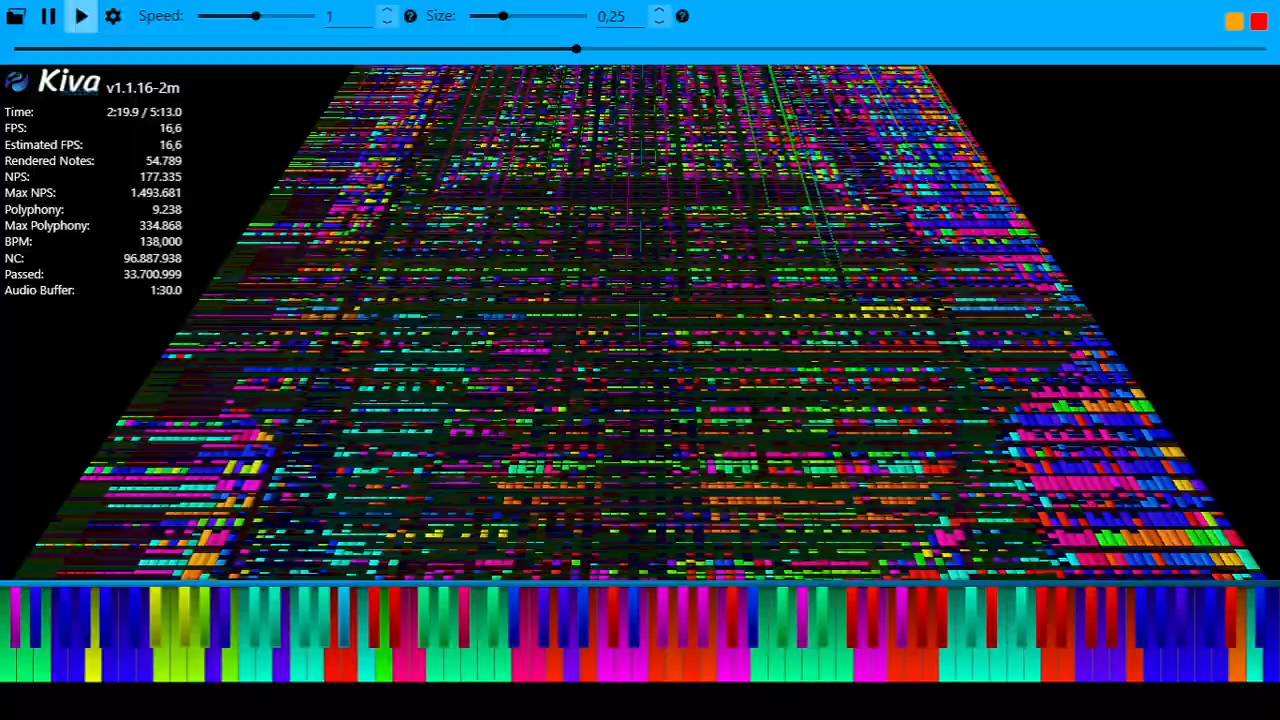 Speed: 1 Size: 0,25
Kiva v1.1.16-2m
Time: 2:19.9 / 5:13.0
FPS: 16,6
Estimated FPS: 16,6
Rendered Notes: 54.789
NPS: 177.335
Max NPS: 1.493.681
Polyphony: 9.238
Max Polyphony: 334.868
BPM: 138,000
NC: 96.887.938
Passed: 33.700.999
Audio Buffer: 1:30.0